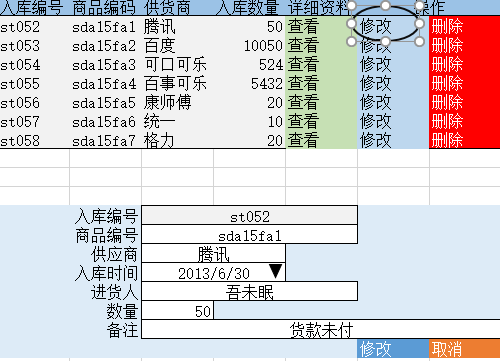 入库编号 商品编码 供货商 入库数量 详细资料 操作
st052 sda15fa1 腾讯 50 查看 修改 删除
st053 sda15fa2 百度 10050 查看 修改 删除
st054 sda15fa3 可口可乐 524 查看 修改 删除
st055 sda15fa4 百事可乐 5432 查看 修改 删除
st056 sda15fa5 康师傅 20 查看 修改 删除
st057 sda15fa6 统一 10 查看 修改 删除
st058 sda15fa7 格力 20 查看 修改 删除
入库编号 st052
商品编号 sda15fa1
供应商 腾讯
入库时间 2013/6/30
进货人 吾未眠
数量 50
备注 货款未付
修改 取消